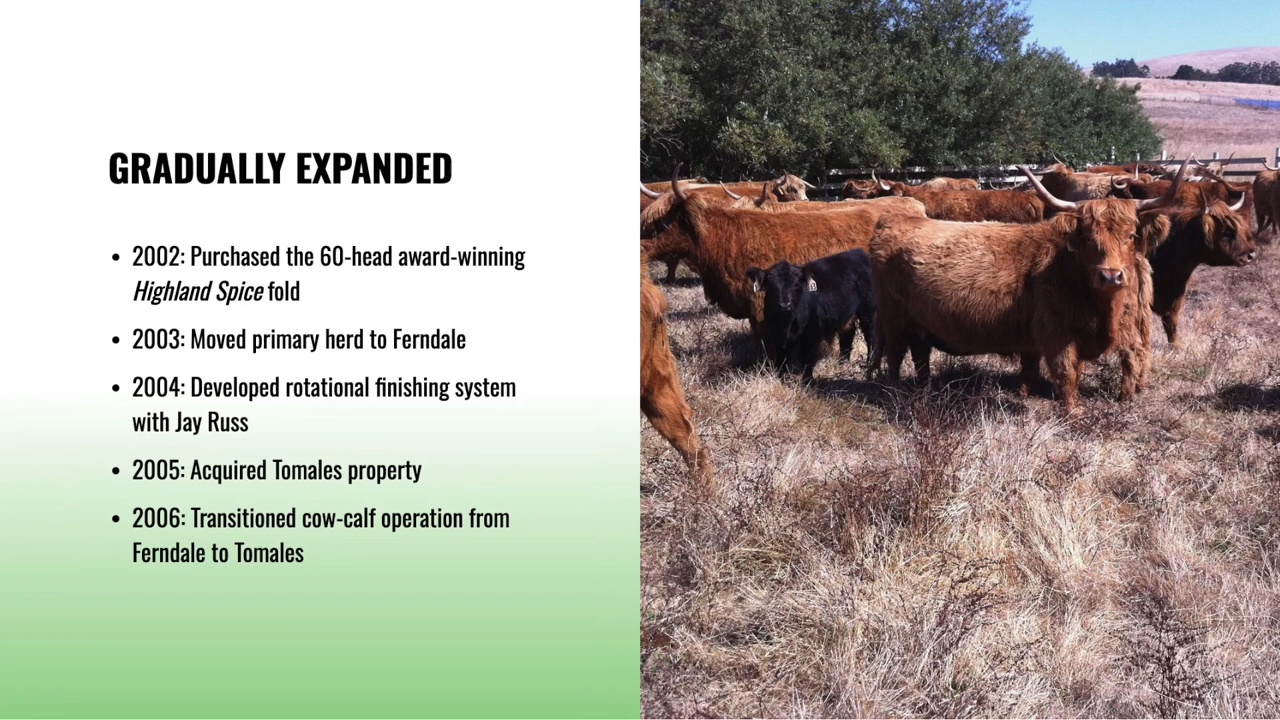 GRADUALLY EXPANDED
• 2002: Purchased the 60-head award-winning
Highland Spice fold
• 2003: Moved primary herd to Ferndale
• 2004: Developed rotational finishing system
with Jay Russ
• 2005: Acquired Tomales property
• 2006: Transitioned cow-calf operation from
Ferndale to Tomales